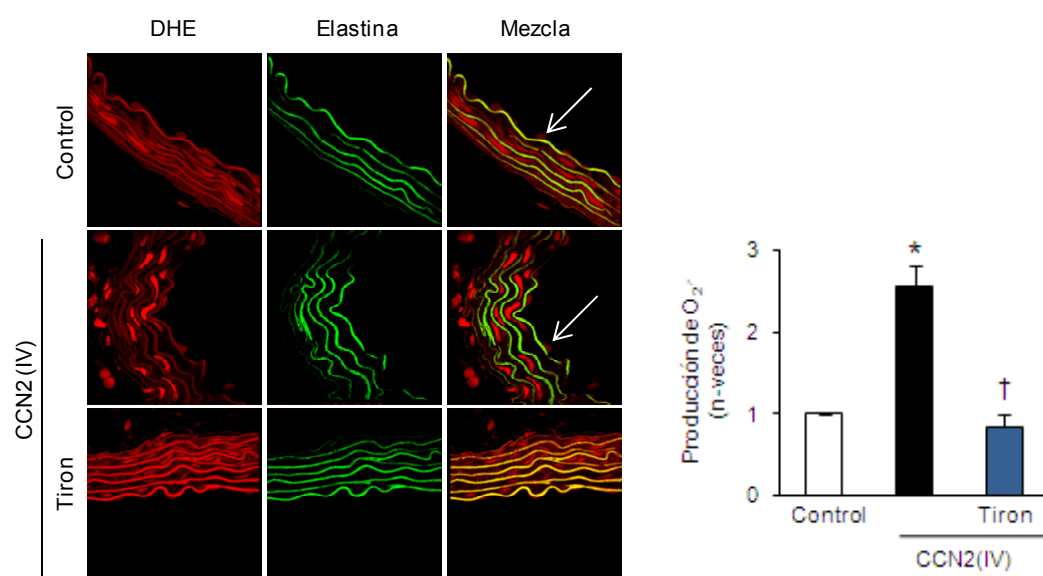 DHE Elastina Mezcla
Control
CCN2 (IV)
Tiron
Producción de O₂·⁻
(n-veces)
3
2
1
0
*
†
Control Tiron
CCN2(IV)